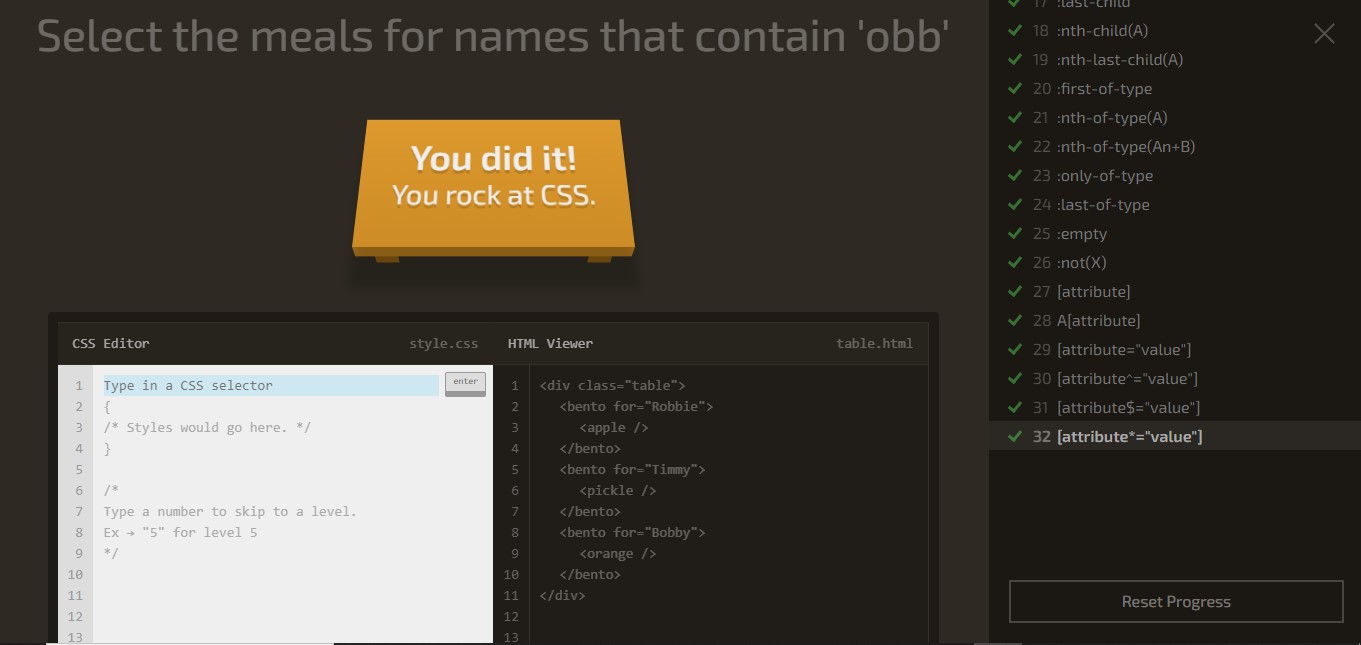 Select the meals for names that contain 'obb'
You did it!
You rock at CSS.
CSS Editor
style.css
1
Type in a CSS selector
enter
2
{
3
/* Styles would go here. */
4
}
5
6
/*
7
Type a number to skip to a level.
8
Ex → "5" for level 5
9
*/
10
11
12
13
HTML Viewer
table.html
1
<div class="table">
2
<bento for="Robbie">
3
<apple />
4
</bento>
5
<bento for="Timmy">
6
<pickle />
7
</bento>
8
<bento for="Bobby">
9
<orange />
10
</bento>
11
</div>
12
13
17 :last-child
18 :nth-child(A)
19 :nth-last-child(A)
20 :first-of-type
21 :nth-of-type(A)
22 :nth-of-type(An+B)
23 :only-of-type
24 :last-of-type
25 :empty
26 :not(X)
27 [attribute]
28 A[attribute]
29 [attribute="value"]
30 [attribute^="value"]
31 [attribute$="value"]
32 [attribute*="value"]
Reset Progress